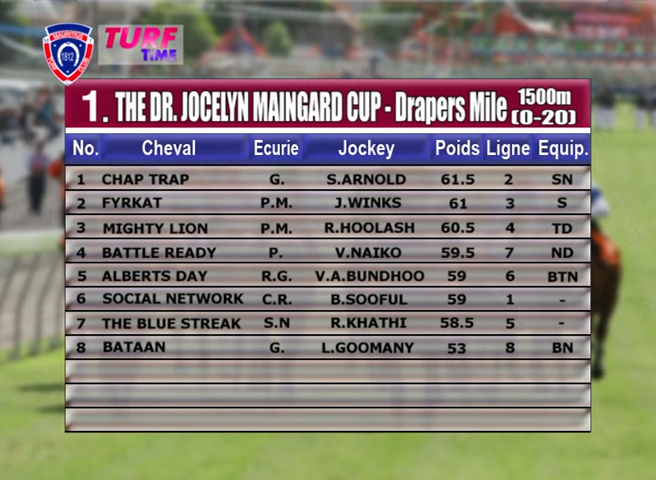 MAURITIUS
1812
TURF CLUB
TURF
TIME
1. THE DR. JOCELYN MAINGARD CUP - Drapers Mile 1500m (0-20)
No. Cheval Ecurie Jockey Poids Ligne Equip.
1 CHAP TRAP G. S.ARNOLD 61.5 2 SN
2 FYRKAT P.M. J.WINKS 61 3 S
3 MIGHTY LION P.M. R.HOOLASH 60.5 4 TD
4 BATTLE READY P. V.NAIKO 59.5 7 ND
5 ALBERTS DAY R.G. V.A.BUNDHOO 59 6 BTN
6 SOCIAL NETWORK C.R. B.SOOFUL 59 1 -
7 THE BLUE STREAK S.N R.KHATHI 58.5 5 -
8 BATAAN G. L.GOOMANY 53 8 BN